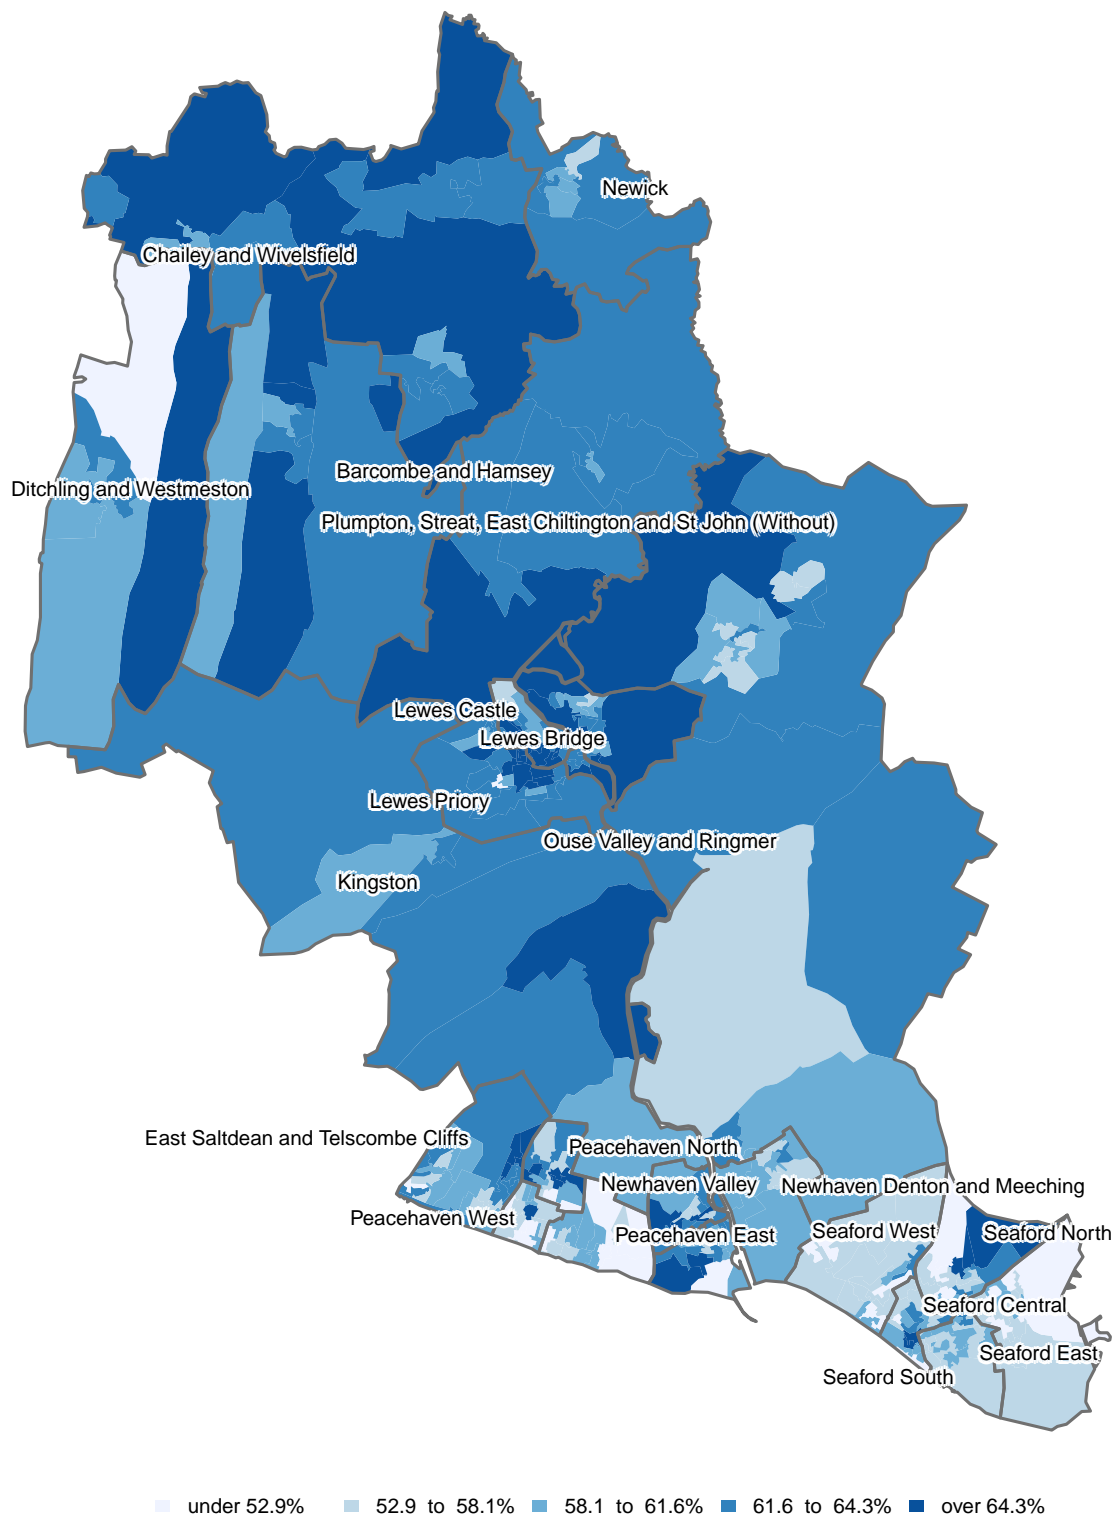 Newick
Chailey and Wivelsfield
Barcombe and Hamsey
Ditchling and Westmeston
Plumpton, Streat, East Chiltington and St John (Without)
Lewes Castle
Lewes Bridge
Lewes Priory
Ouse Valley and Ringmer
Kingston
East Saltdean and Telscombe Cliffs
Peacehaven North
Newhaven Valley
Newhaven Denton and Meeching
Peacehaven West
Peacehaven East
Seaford West
Seaford North
Seaford Central
Seaford East
Seaford South
under 52.9% 52.9 to 58.1% 58.1 to 61.6% 61.6 to 64.3% over 64.3%